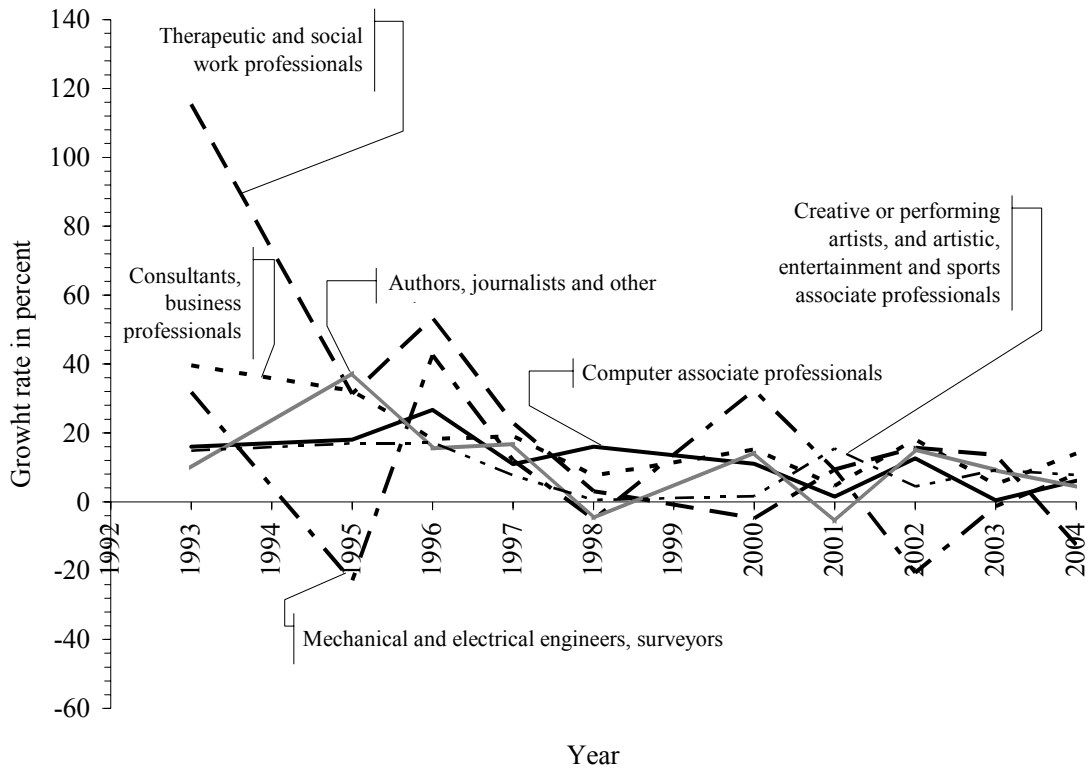 140
120
100
80
60
40
20
0
-20
-40
-60
Growht rate in percent
Therapeutic and social
work professionals
Consultants,
business
professionals
Authors, journalists and other
Creative or performing
artists, and artistic,
entertainment and sports
associate professionals
Computer associate professionals
Mechanical and electrical engineers, surveyors
1992
1993
1994
1995
1996
1997
1998
1999
2000
2001
2002
2003
2004
Year